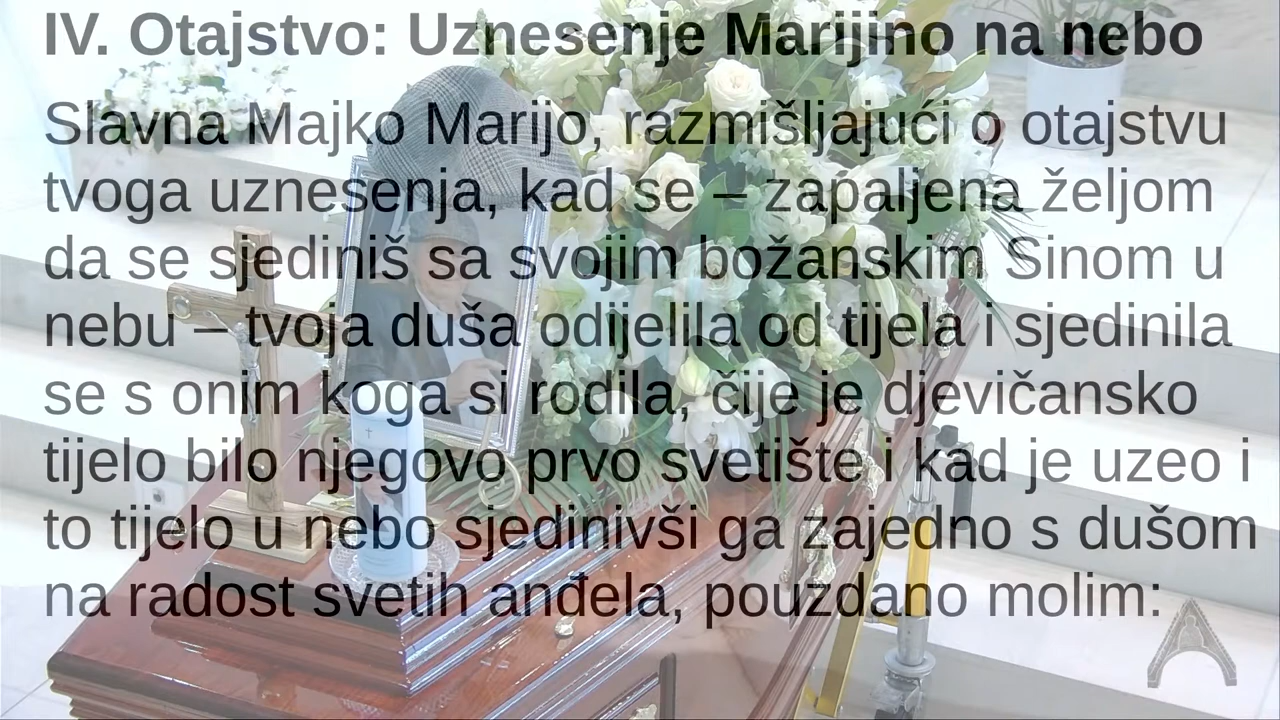 IV. Otajstvo: Uznesenje Marijino na nebo
Slavna Majko Marijo, razmišljajući o otajstvu
tvoga uznesenja, kad se – zapaljena željom
da se sjediniš sa svojim božanskim Sinom u
nebu – tvoja duša odijelila od tijela i sjedinila
se s onim koga si rodila, čije je djevičansko
tijelo bilo njegovo prvo svetište i kad je uzeo i
to tijelo u nebo sjedinivši ga zajedno s dušom
na radost svetih anđela, pouzdano molim: